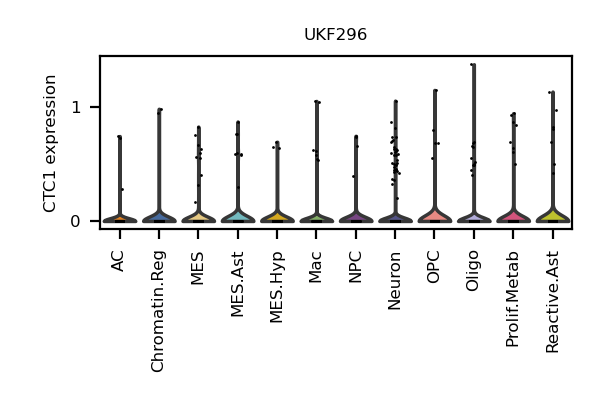 UKF296
CTC1 expression
1
0
AC
Chromatin.Reg
MES
MES.Ast
MES.Hyp
Mac
NPC
Neuron
OPC
Oligo
Prolif.Metab
Reactive.Ast